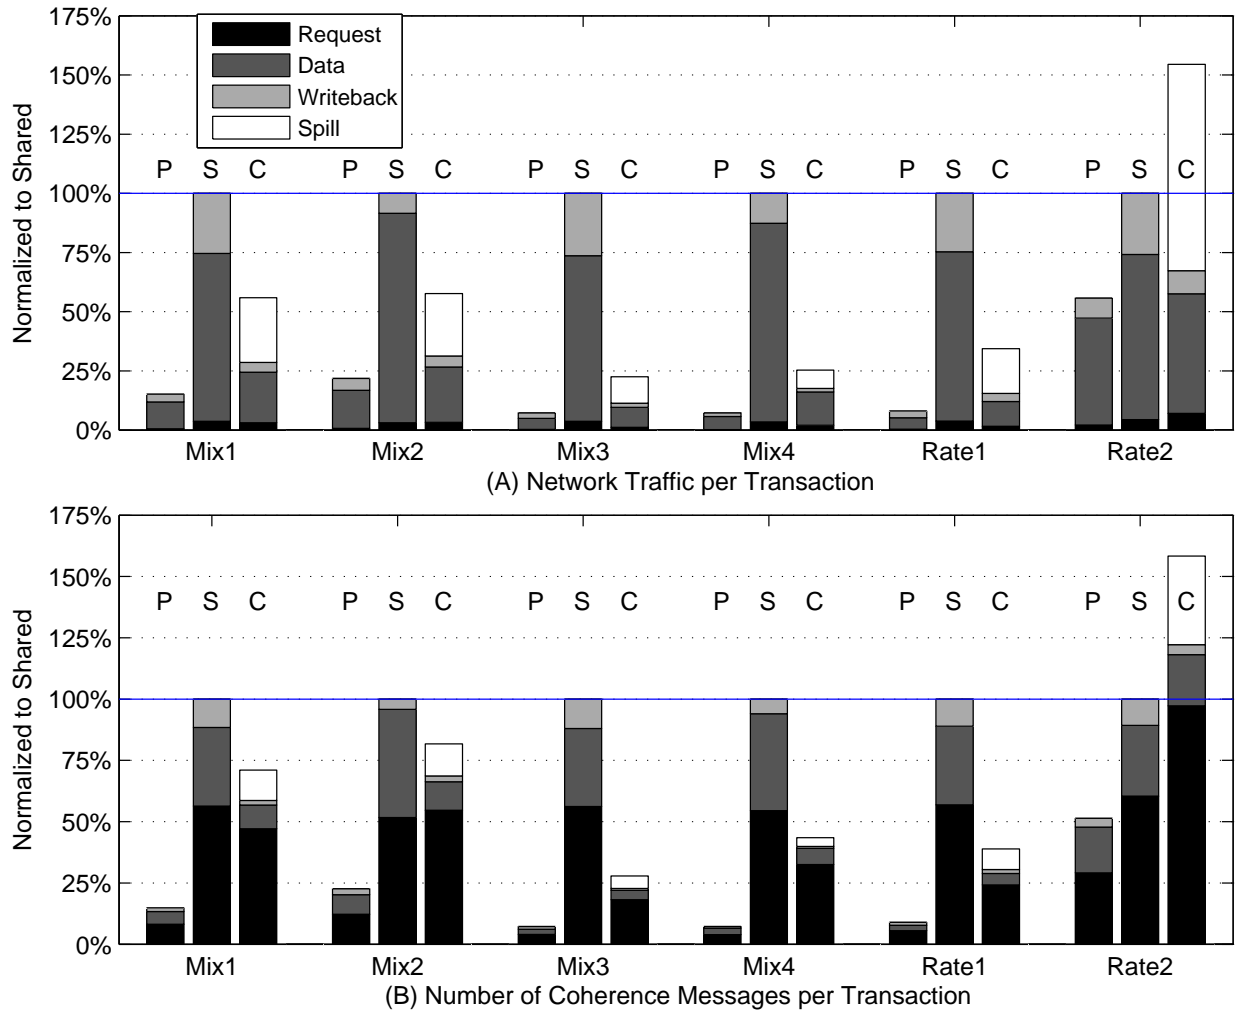 175%
150%
125%
100%
75%
50%
25%
0%
Normalized to Shared
Request
Data
Writeback
Spill
P S C P S C P S C P S C P S C P S C
Mix1 Mix2 Mix3 Mix4 Rate1 Rate2
(A) Network Traffic per Transaction
175%
150%
125%
100%
75%
50%
25%
0%
Normalized to Shared
P S C P S C P S C P S C P S C P S C
Mix1 Mix2 Mix3 Mix4 Rate1 Rate2
(B) Number of Coherence Messages per Transaction